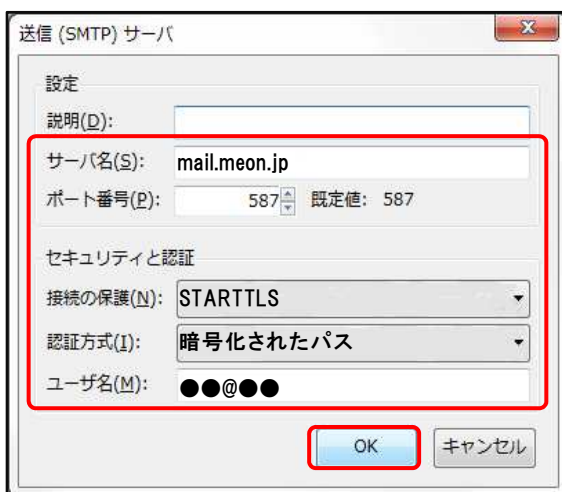 送信 (SMTP) サーバ
設定
説明(D):
サーバ名(S): mail.meon.jp
ポート番号(P): 587 既定値: 587
セキュリティと認証
接続の保護(N): STARTTLS
認証方式(I): 暗号化されたパス
ユーザ名(M): ●●@●●
OK キャンセル